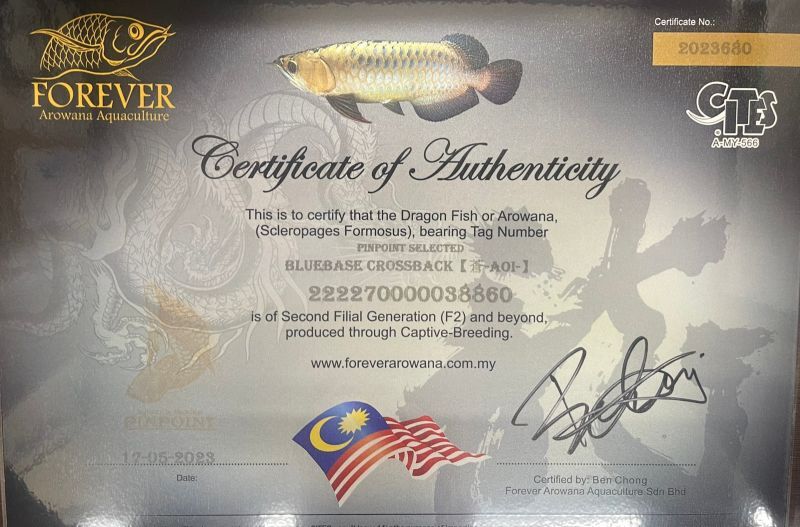 FOREVER
Arowana Aquaculture
Certificate No.:
2023680
CITES
A-MY-566
Certificate of Authenticity
This is to certify that the Dragon Fish or Arowana,
(Scleropages Formosus), bearing Tag Number
PINPOINT SELECTED
BLUEBASE CROSSBACK【蒼-AOI-】
222270000038860
is of Second Filial Generation (F2) and beyond,
produced through Captive-Breeding.
www.foreverarowana.com.my
PINPOINT
17-05-2023
Date:
Certified by: Ben Chong
Forever Arowana Aquaculture Sdn Bhd